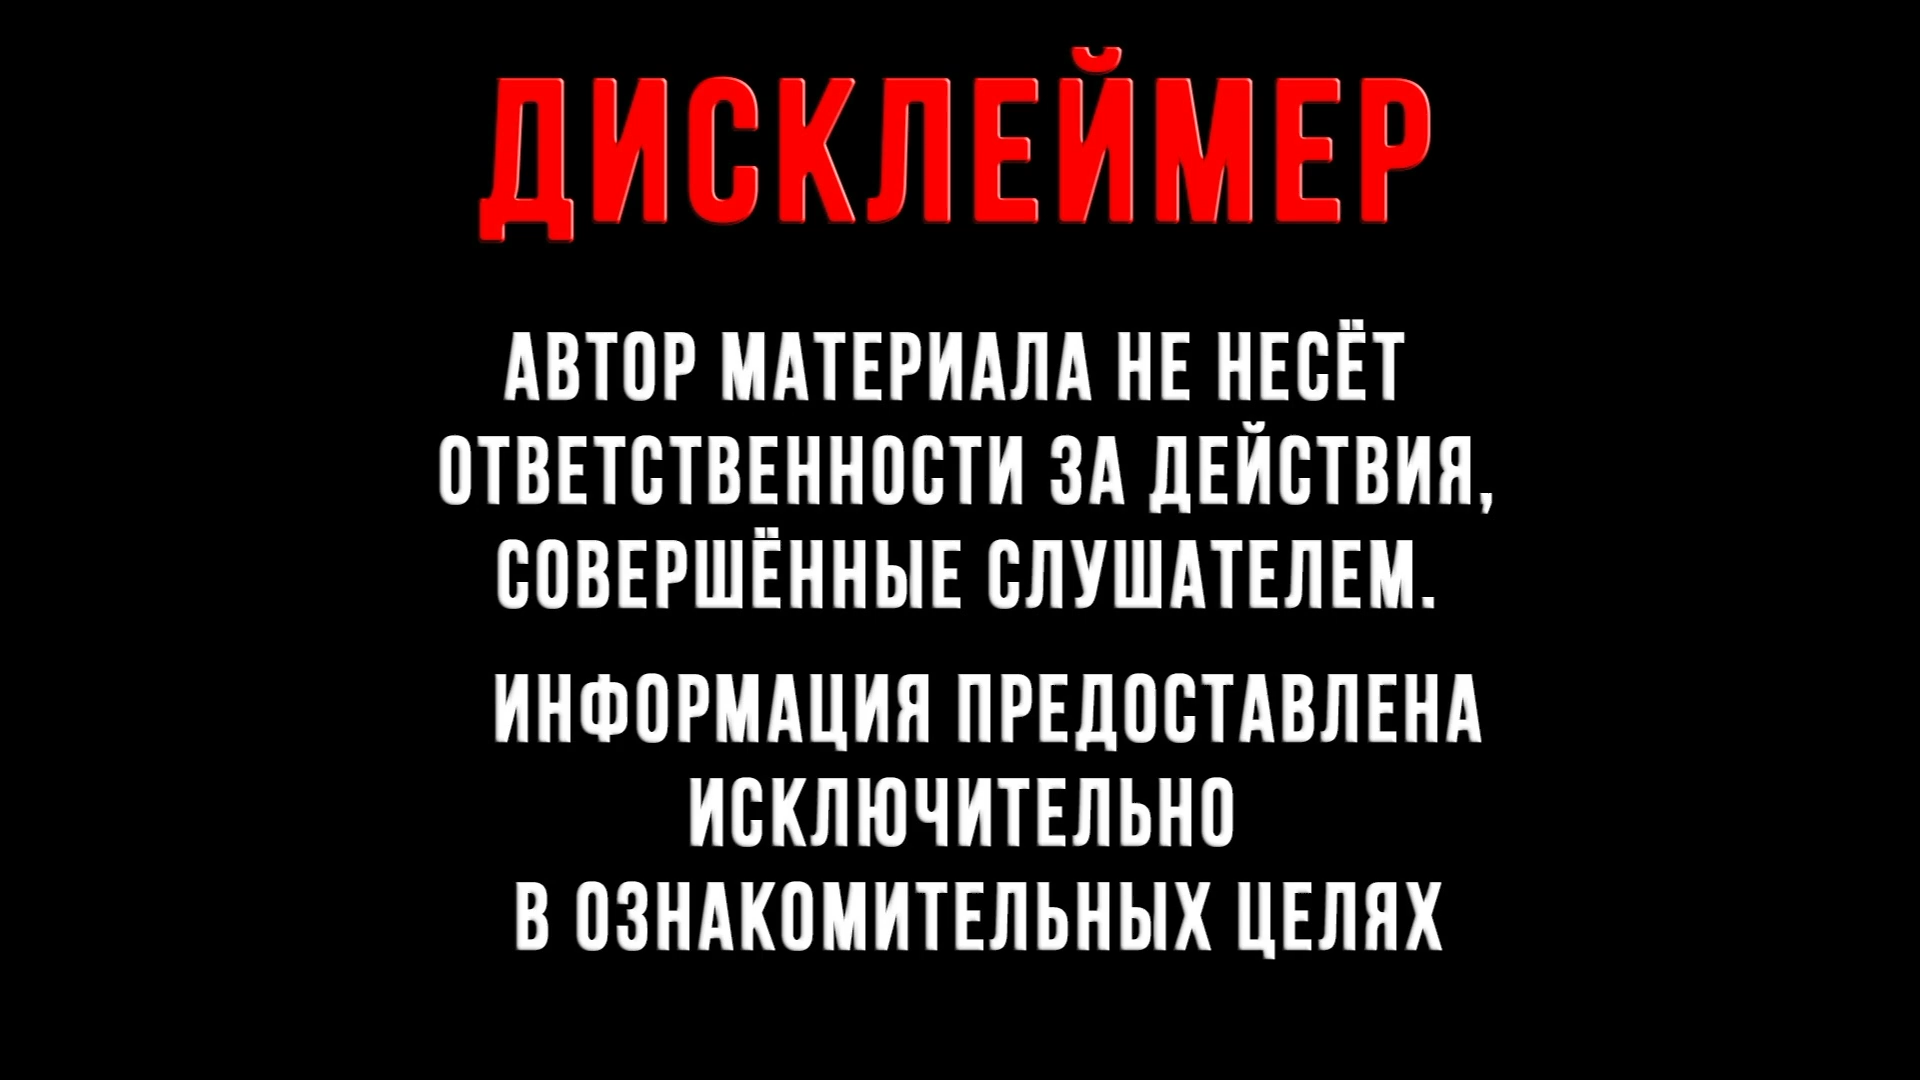 ДИСКЛЕЙМЕР
АВТОР МАТЕРИАЛА НЕ НЕСЁТ
ОТВЕТСТВЕННОСТИ ЗА ДЕЙСТВИЯ,
СОВЕРШЁННЫЕ СЛУШАТЕЛЕМ.
ИНФОРМАЦИЯ ПРЕДОСТАВЛЕНА
ИСКЛЮЧИТЕЛЬНО
В ОЗНАКОМИТЕЛЬНЫХ ЦЕЛЯХ